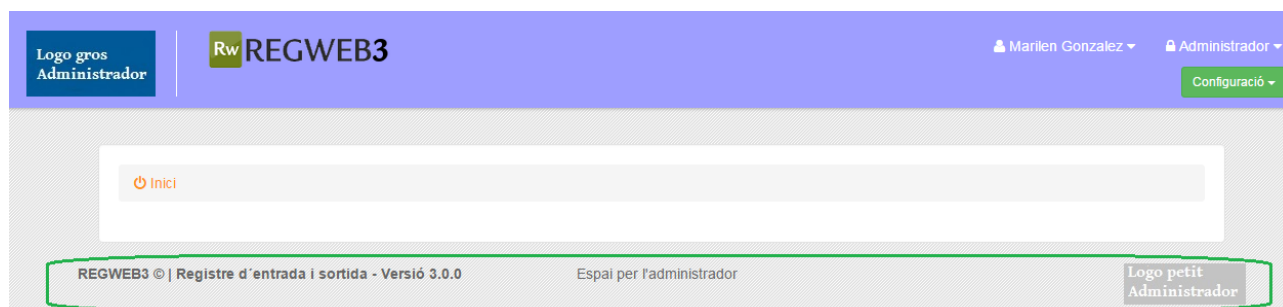 Logo gros
Administrador
Rw REGWEB3
Marilen Gonzalez
Administrador
Configuració
Inici
REGWEB3 © | Registre d´entrada i sortida - Versió 3.0.0
Espai per l'administrador
Logo petit
Administrador